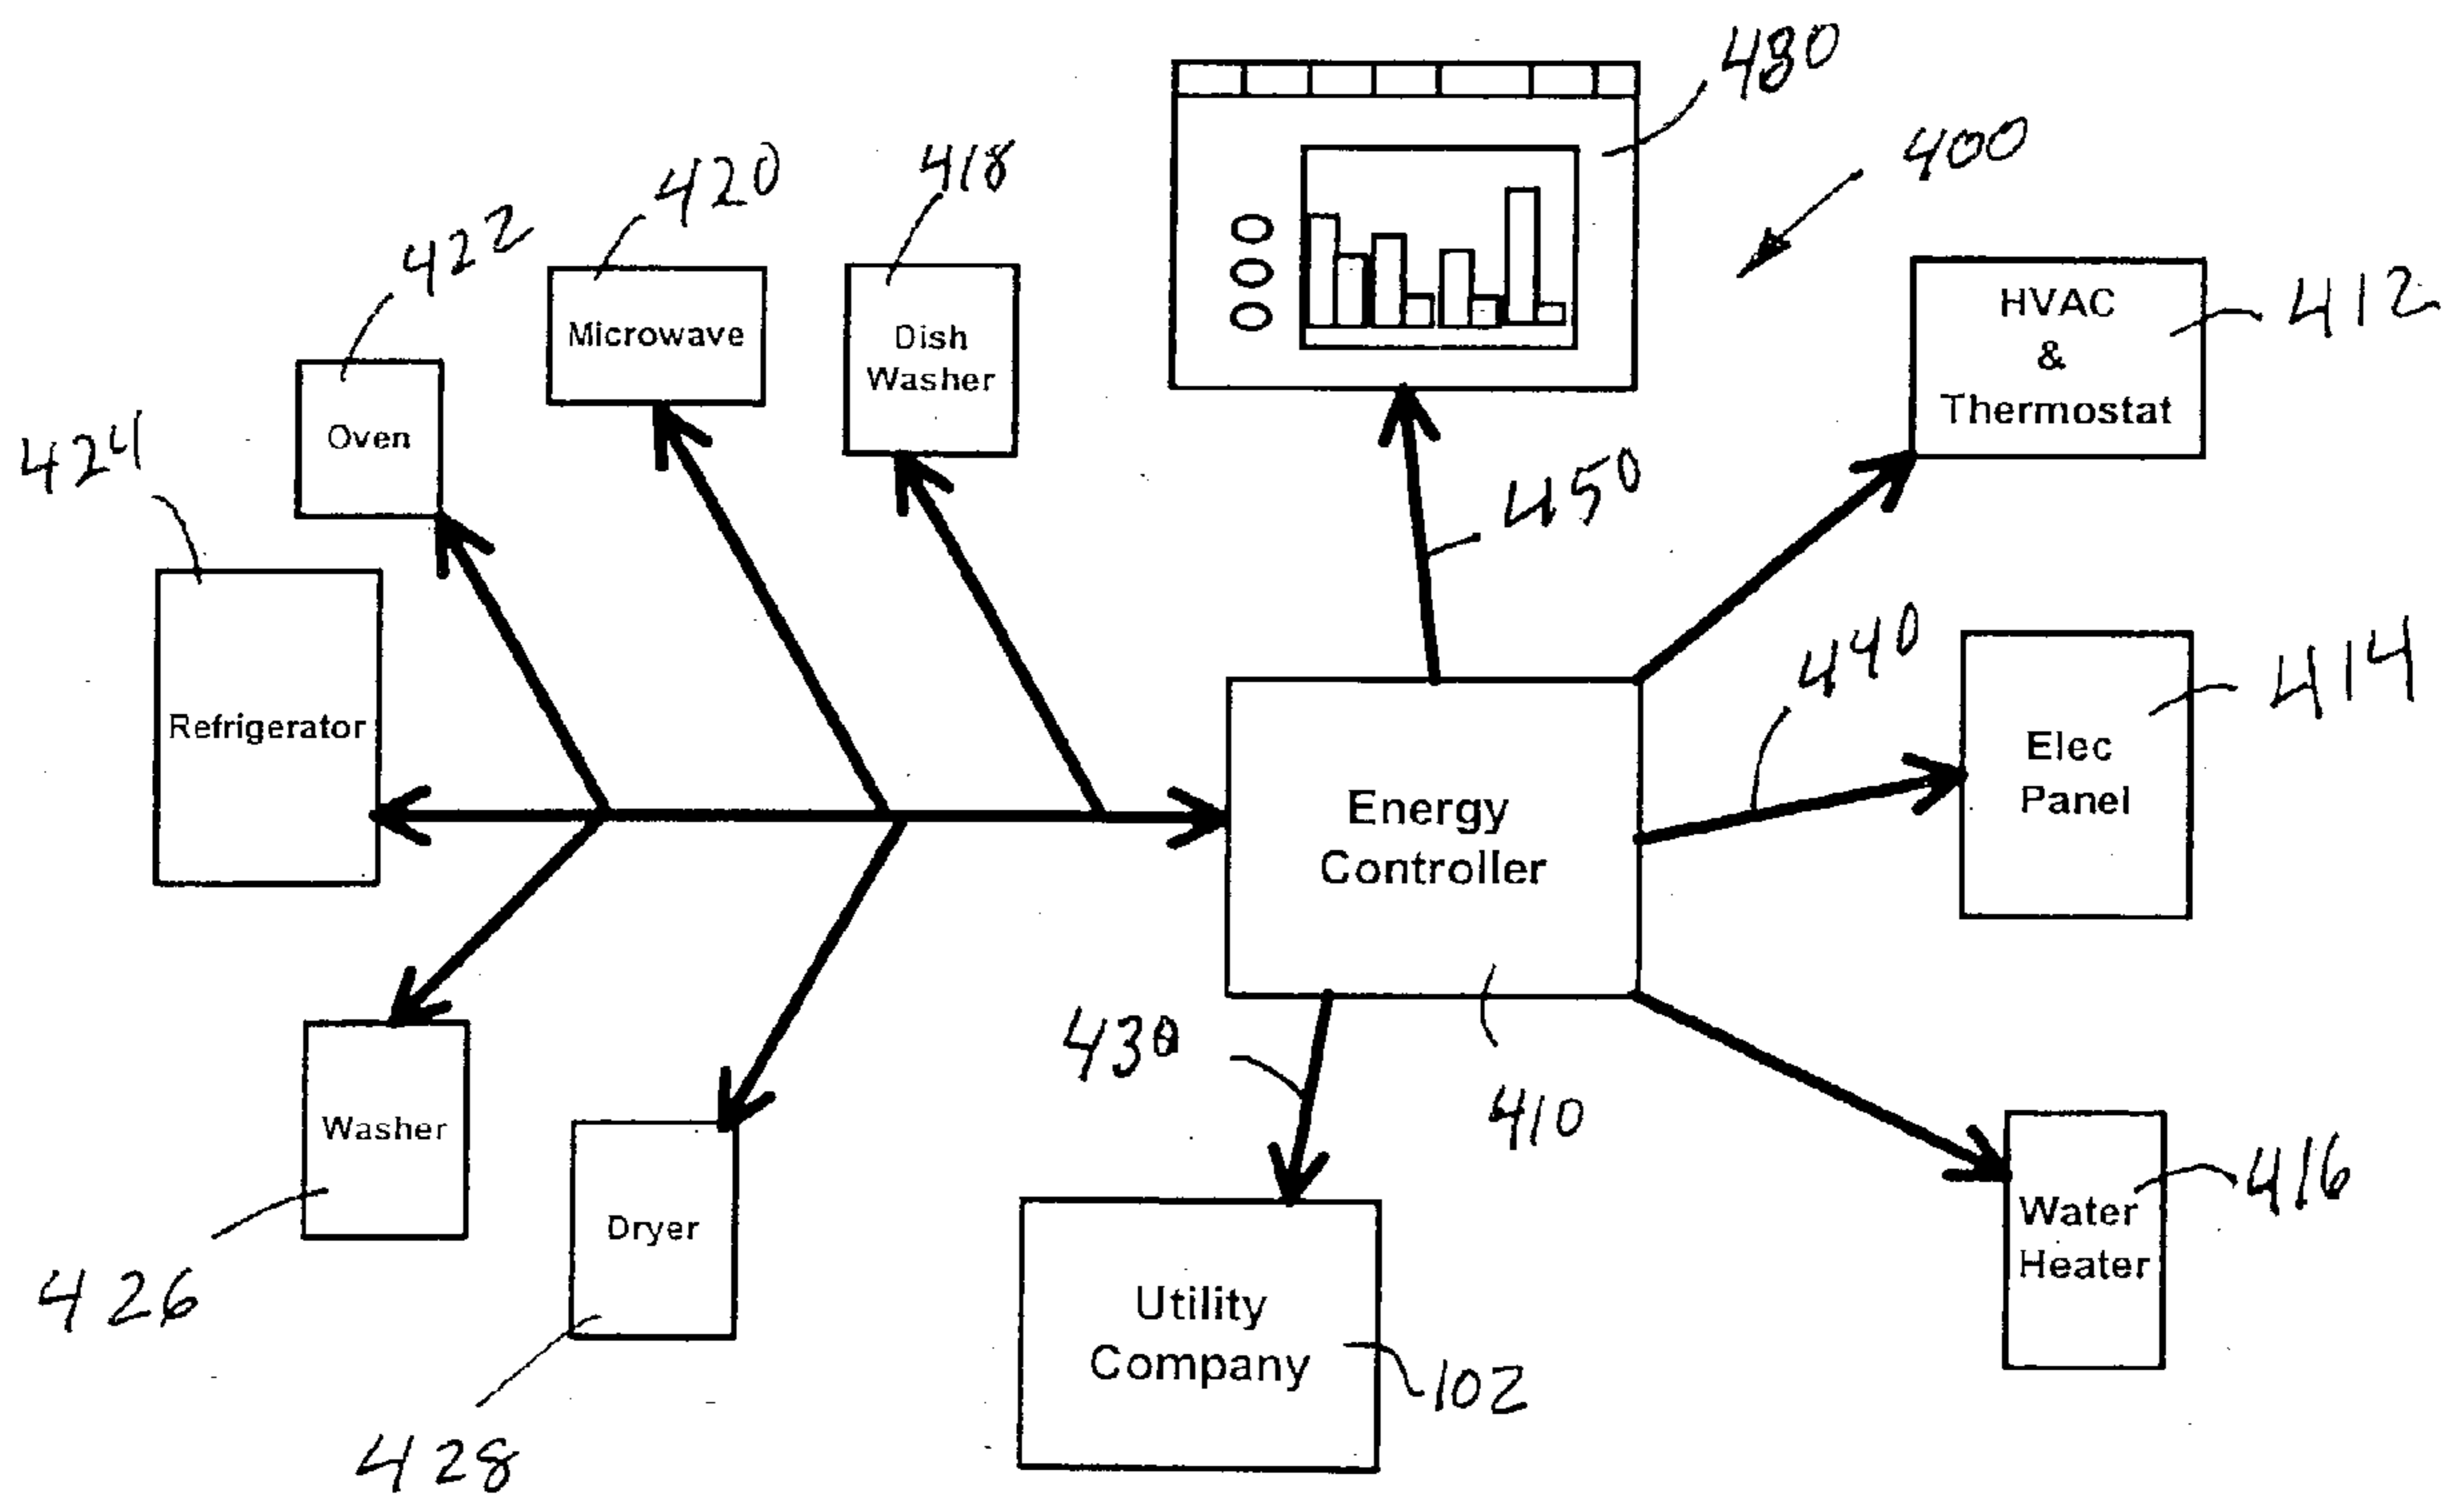 480
400
420
418
422
Microwave
Dish
Washer
HVAC
&
Thermostat
412
Oven
424
450
440
414
Refrigerator
Elec
Panel
Energy
Controller
430
410
Washer
416
Water
Heater
Dryer
426
Utility
Company
102
428